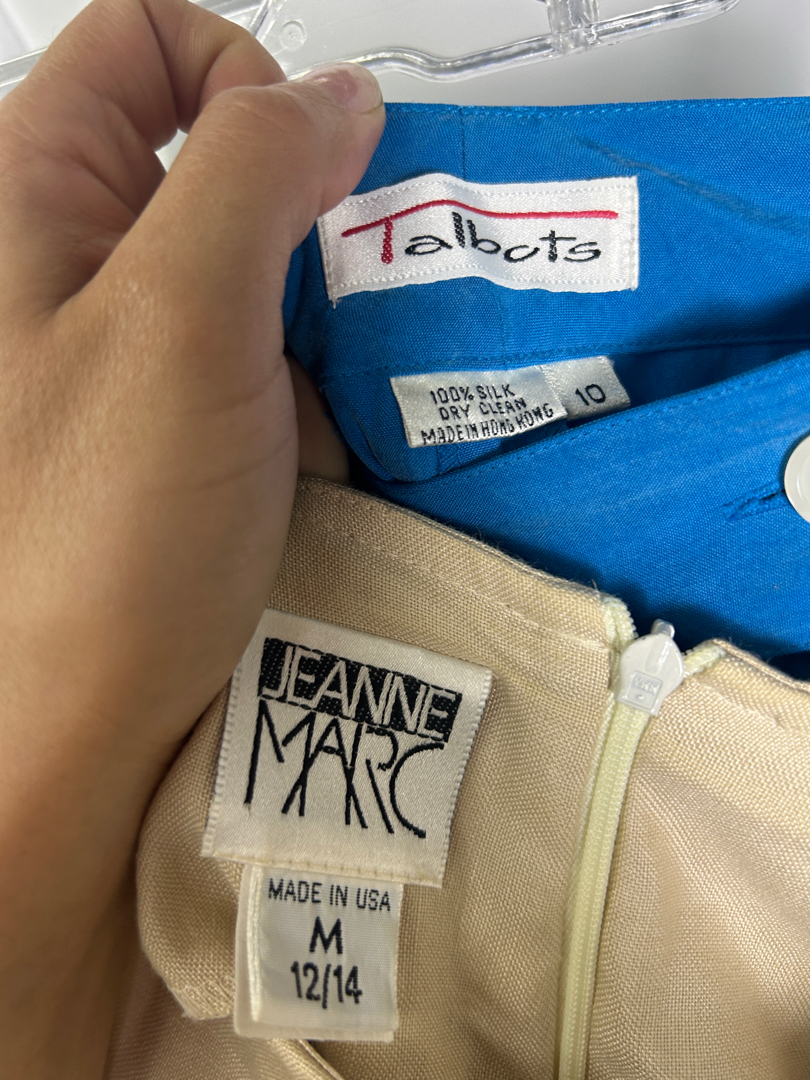 Talbots
100% SILK
DRY CLEAN
MADE IN HONG KONG
10
JEANNE
MARC
MADE IN USA
M
12/14